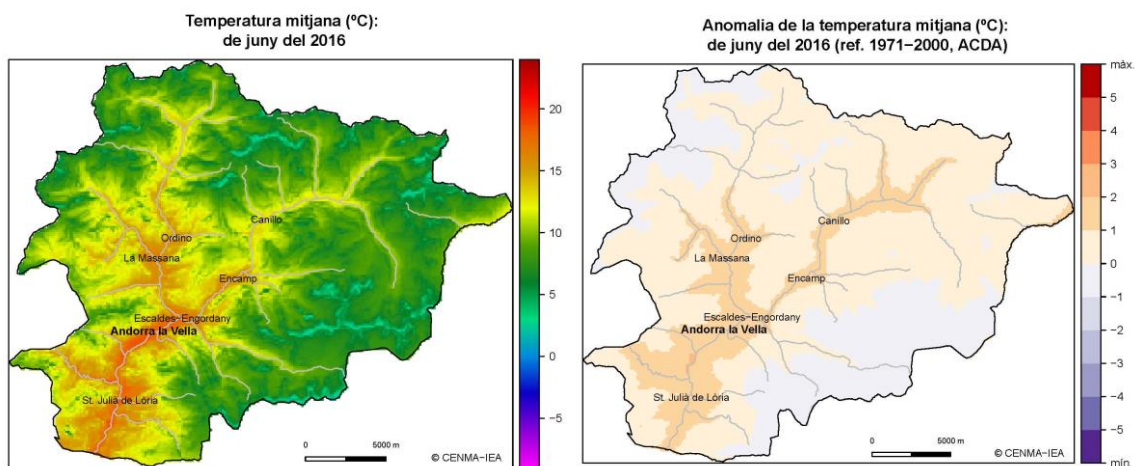 Temperatura mitjana (ºC):
de juny del 2016
Ordino
La Massana
Canillo
Encamp
Escaldes−Engordany
Andorra la Vella
St. Julià de Lòria
0 5000 m
© CENMA−IEA
20
15
10
5
0
−5
Anomalia de la temperatura mitjana (ºC):
de juny del 2016 (ref. 1971−2000, ACDA)
Ordino
La Massana
Canillo
Encamp
Escaldes−Engordany
Andorra la Vella
St. Julià de Lòria
0 5000 m
© CENMA−IEA
màx.
5
4
3
2
1
0
−1
−2
−3
−4
−5
mín